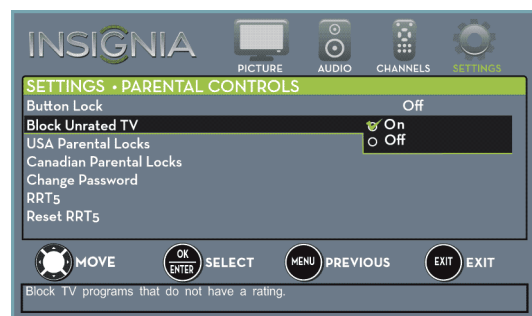 INSIGNIA
PICTURE AUDIO CHANNELS SETTINGS
SETTINGS • PARENTAL CONTROLS
Button Lock Off
Block Unrated TV On
USA Parental Locks Off
Canadian Parental Locks
Change Password
RRT5
Reset RRT5
MOVE OK ENTER SELECT MENU PREVIOUS EXIT EXIT
Block TV programs that do not have a rating.